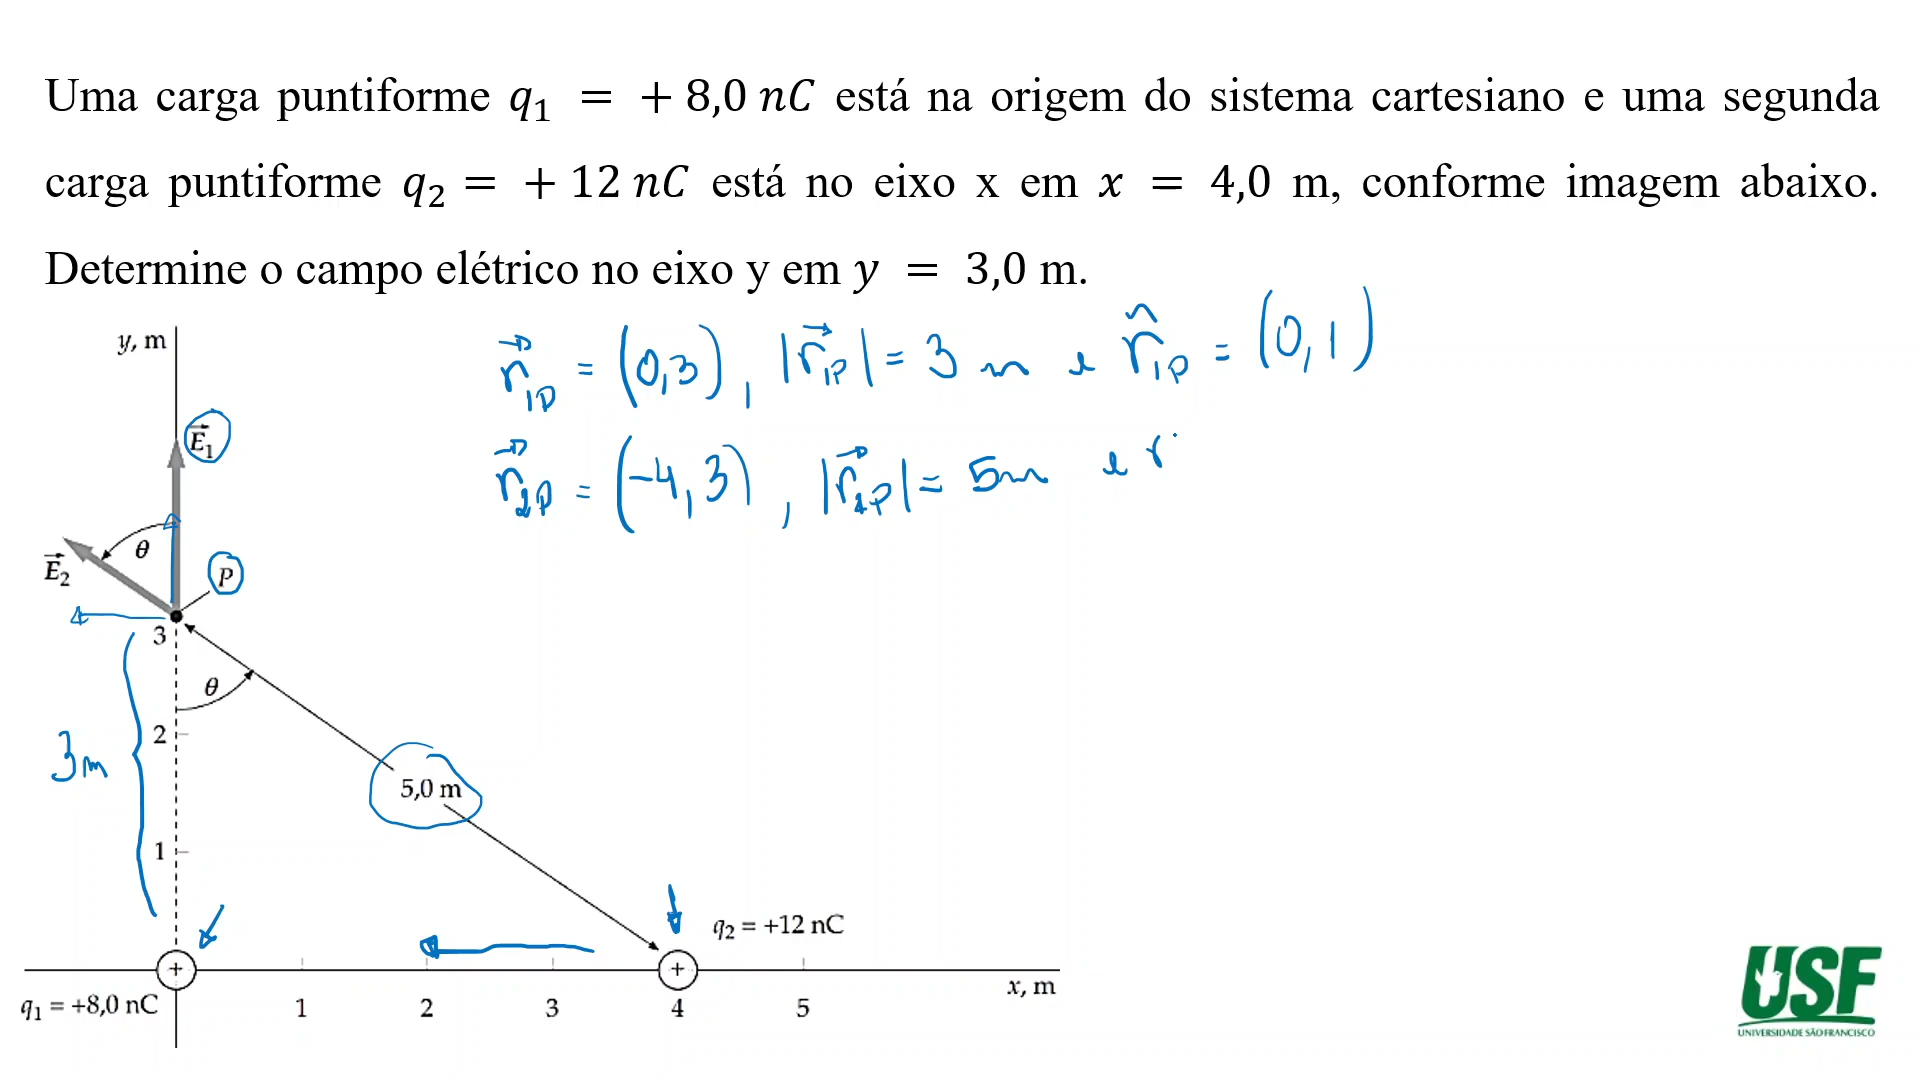 Uma carga puntiforme q₁ = +8,0 nC está na origem do sistema cartesiano e uma segunda
carga puntiforme q₂ = +12 nC está no eixo x em x = 4,0 m, conforme imagem abaixo.
Determine o campo elétrico no eixo y em y = 3,0 m.
r⃗₁P = (0,3), |r⃗₁P| = 3 m e r̂₁P = (0,1)
r⃗₂P = (-4,3), |r⃗₂P| = 5m e r
y, m
E⃗₁
θ
E⃗₂
P
3
θ
2
3m
5,0 m
1
q₂ = +12 nC
+
+
x, m
q₁ = +8,0 nC
1 2 3 4 5
USF
UNIVERSIDADE SÃO FRANCISCO